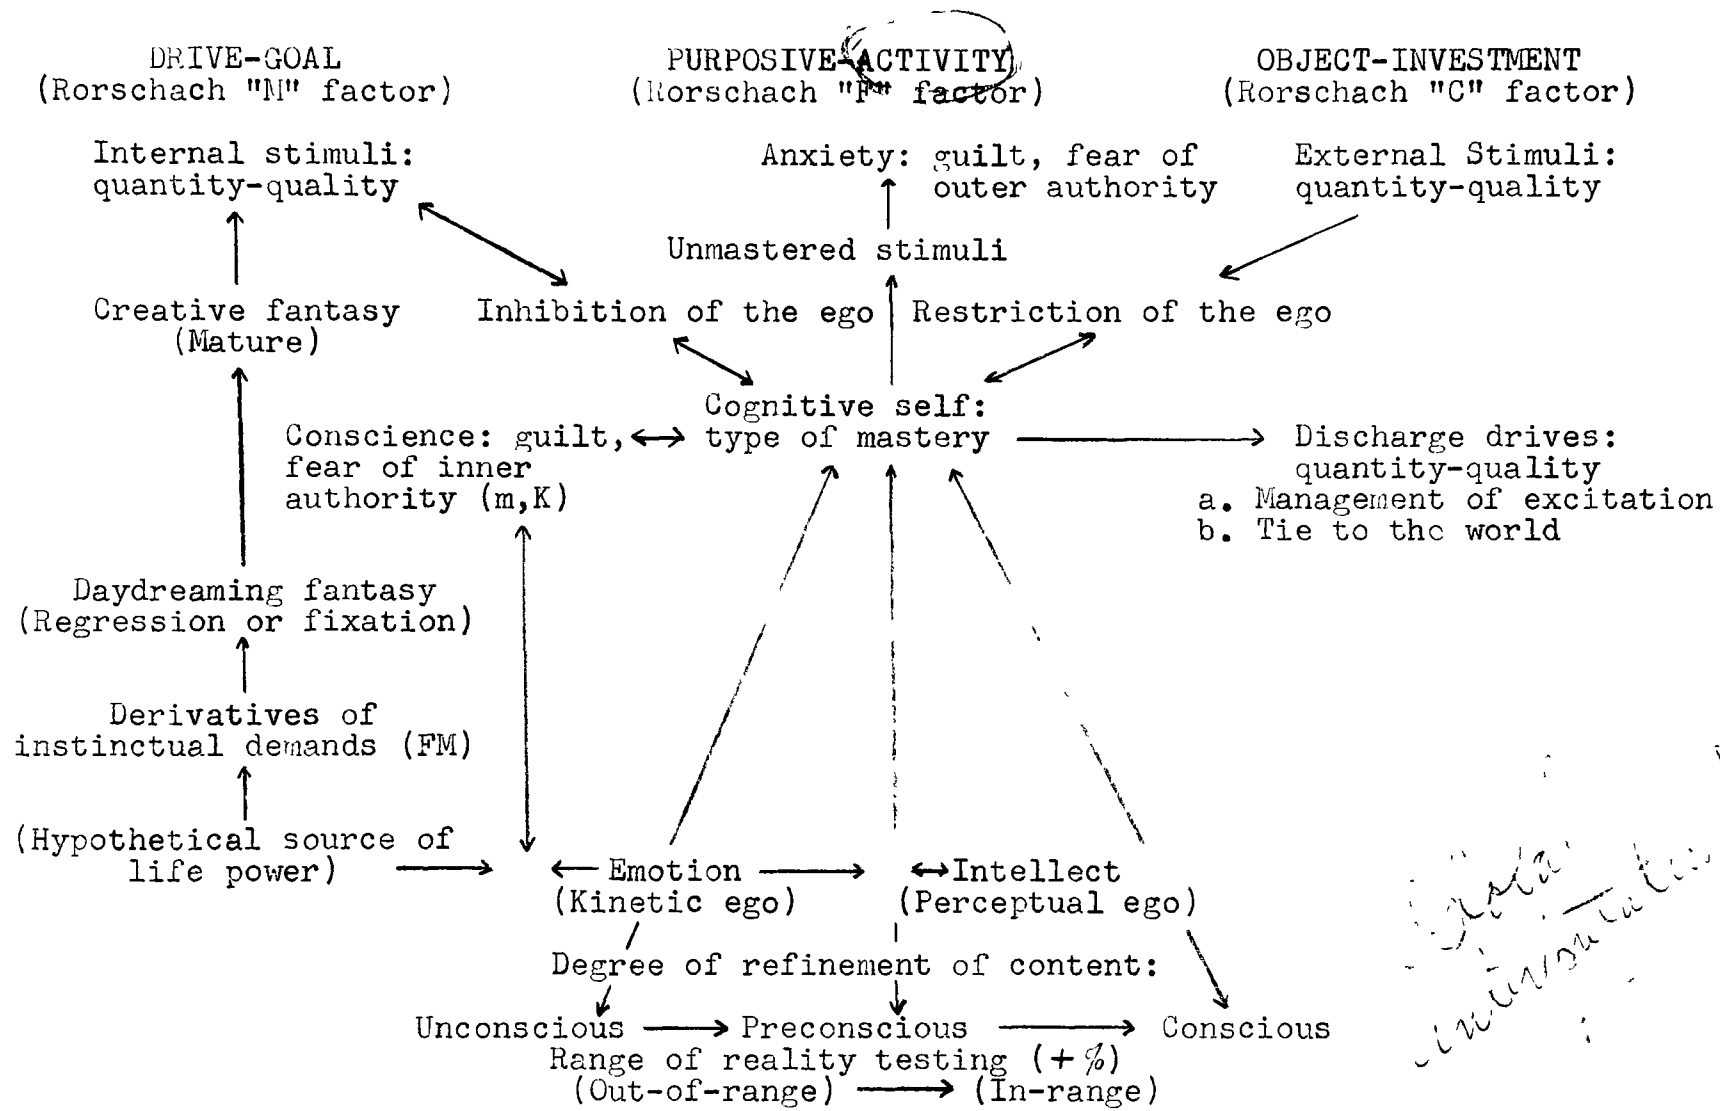 DRIVE-GOAL
(Rorschach "M" factor)
PURPOSIVE-ACTIVITY
(Rorschach "F" factor)
OBJECT-INVESTMENT
(Rorschach "C" factor)
Internal stimuli:
quantity-quality
Anxiety: guilt, fear of
outer authority
External Stimuli:
quantity-quality
Unmastered stimuli
Creative fantasy
(Mature)
Inhibition of the ego
Restriction of the ego
Cognitive self:
type of mastery
Conscience: guilt,
fear of inner
authority (m,K)
Discharge drives:
quantity-quality
a. Management of excitation
b. Tie to the world
Daydreaming fantasy
(Regression or fixation)
Derivatives of
instinctual demands (FM)
(Hypothetical source of
life power)
Emotion
(Kinetic ego)
Intellect
(Perceptual ego)
Degree of refinement of content:
Unconscious
Preconscious
Conscious
Range of reality testing (+ %)
(Out-of-range)
(In-range)